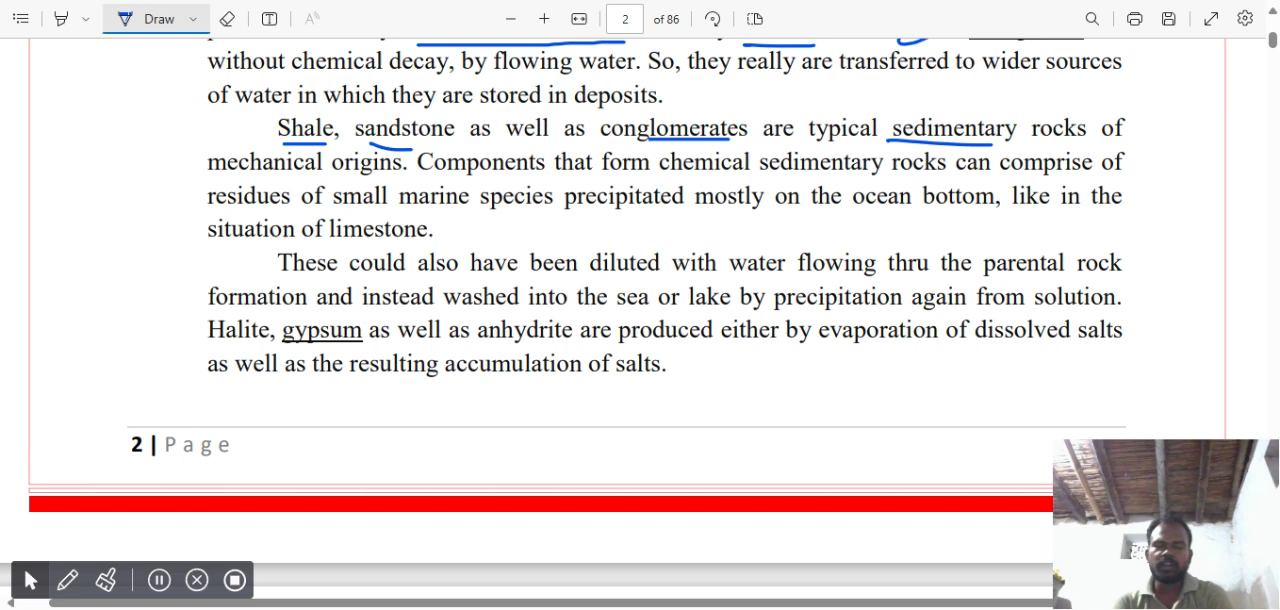 Draw
2 of 86
without chemical decay, by flowing water. So, they really are transferred to wider sources
of water in which they are stored in deposits.
Shale, sandstone as well as conglomerates are typical sedimentary rocks of
mechanical origins. Components that form chemical sedimentary rocks can comprise of
residues of small marine species precipitated mostly on the ocean bottom, like in the
situation of limestone.
These could also have been diluted with water flowing thru the parental rock
formation and instead washed into the sea or lake by precipitation again from solution.
Halite, gypsum as well as anhydrite are produced either by evaporation of dissolved salts
as well as the resulting accumulation of salts.
2 | Page